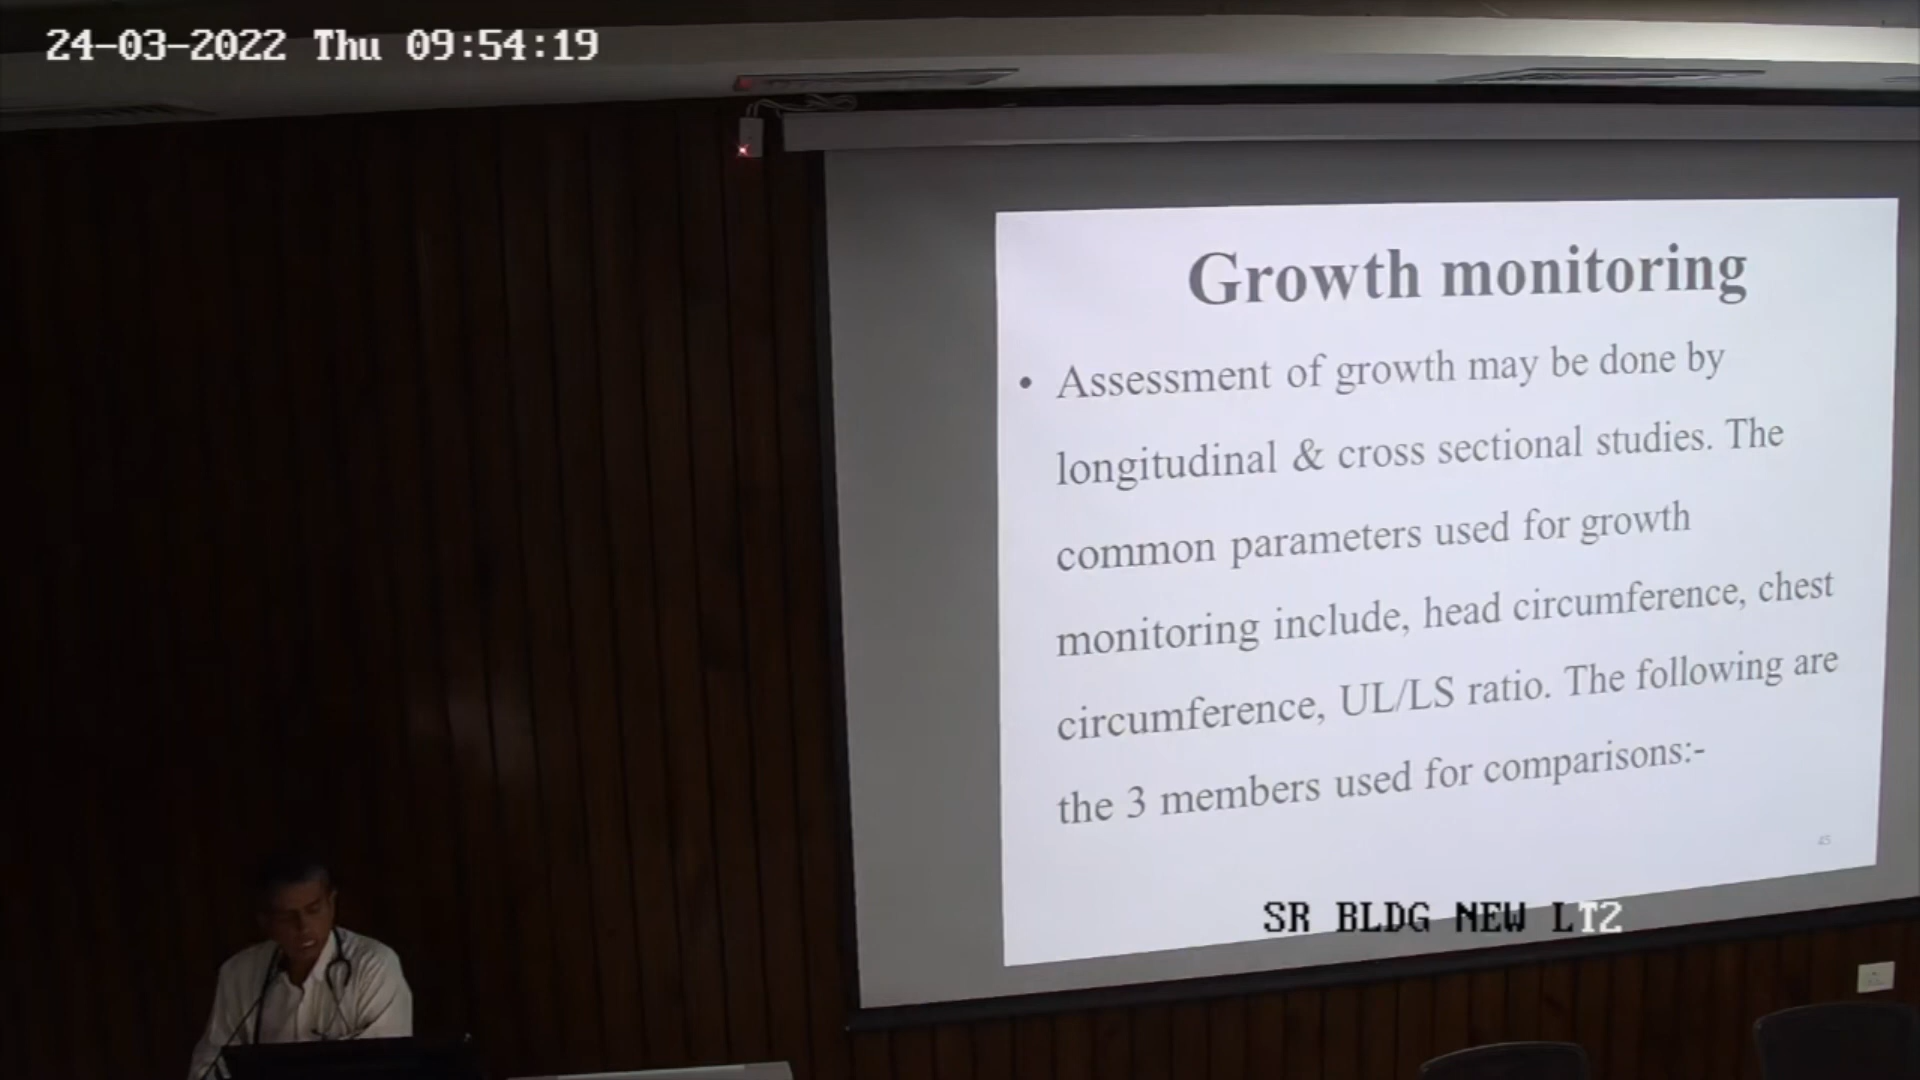 24-03-2022 Thu 09:54:19
Growth monitoring
• Assessment of growth may be done by
longitudinal & cross sectional studies. The
common parameters used for growth
monitoring include, head circumference, chest
circumference, UL/LS ratio. The following are
the 3 members used for comparisons:-
45
SR BLDG NEW LT2